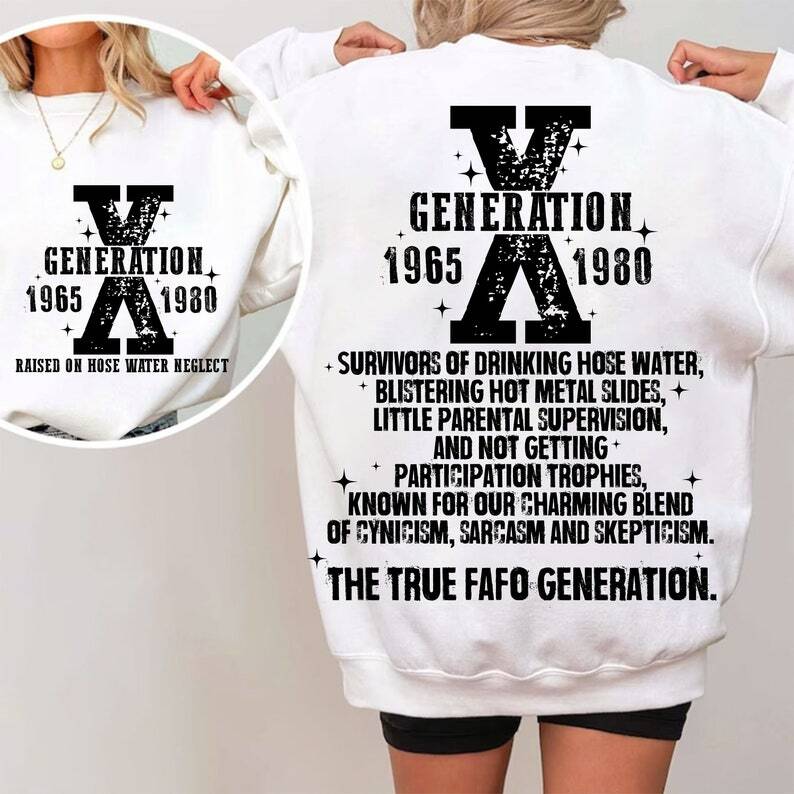 X
GENERATION
1965 1980
RAISED ON HOSE WATER NEGLECT
X
GENERATION
1965 1980
SURVIVORS OF DRINKING HOSE WATER,
BLISTERING HOT METAL SLIDES,
LITTLE PARENTAL SUPERVISION,
AND NOT GETTING
PARTICIPATION TROPHIES,
KNOWN FOR OUR CHARMING BLEND
OF CYNICISM, SARCASM AND SKEPTICISM.
THE TRUE FAFO GENERATION.